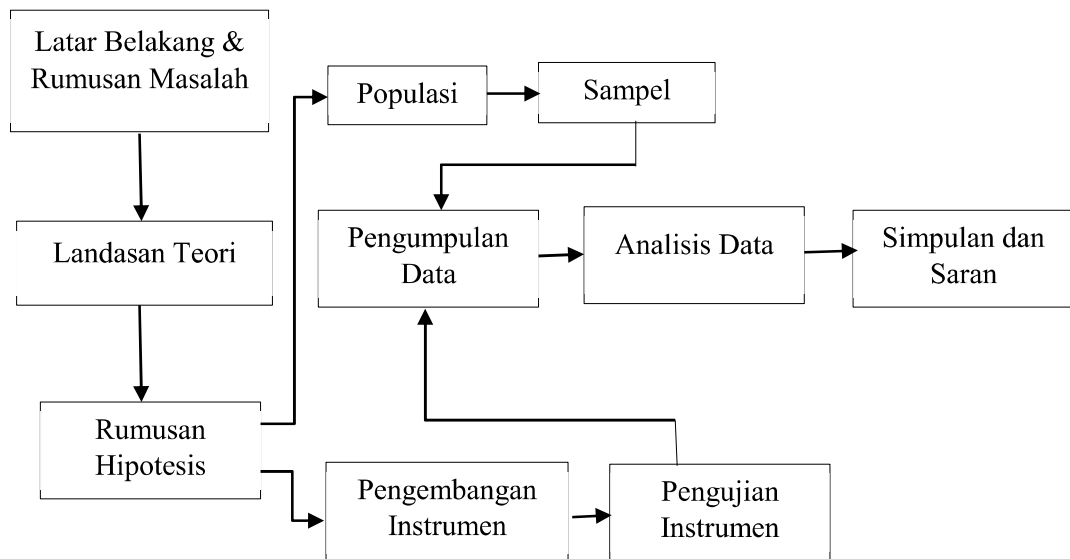 Latar Belakang &
Rumusan Masalah
Populasi
Sampel
Landasan Teori
Pengumpulan
Data
Analisis Data
Simpulan dan
Saran
Rumusan
Hipotesis
Pengembangan
Instrumen
Pengujian
Instrumen